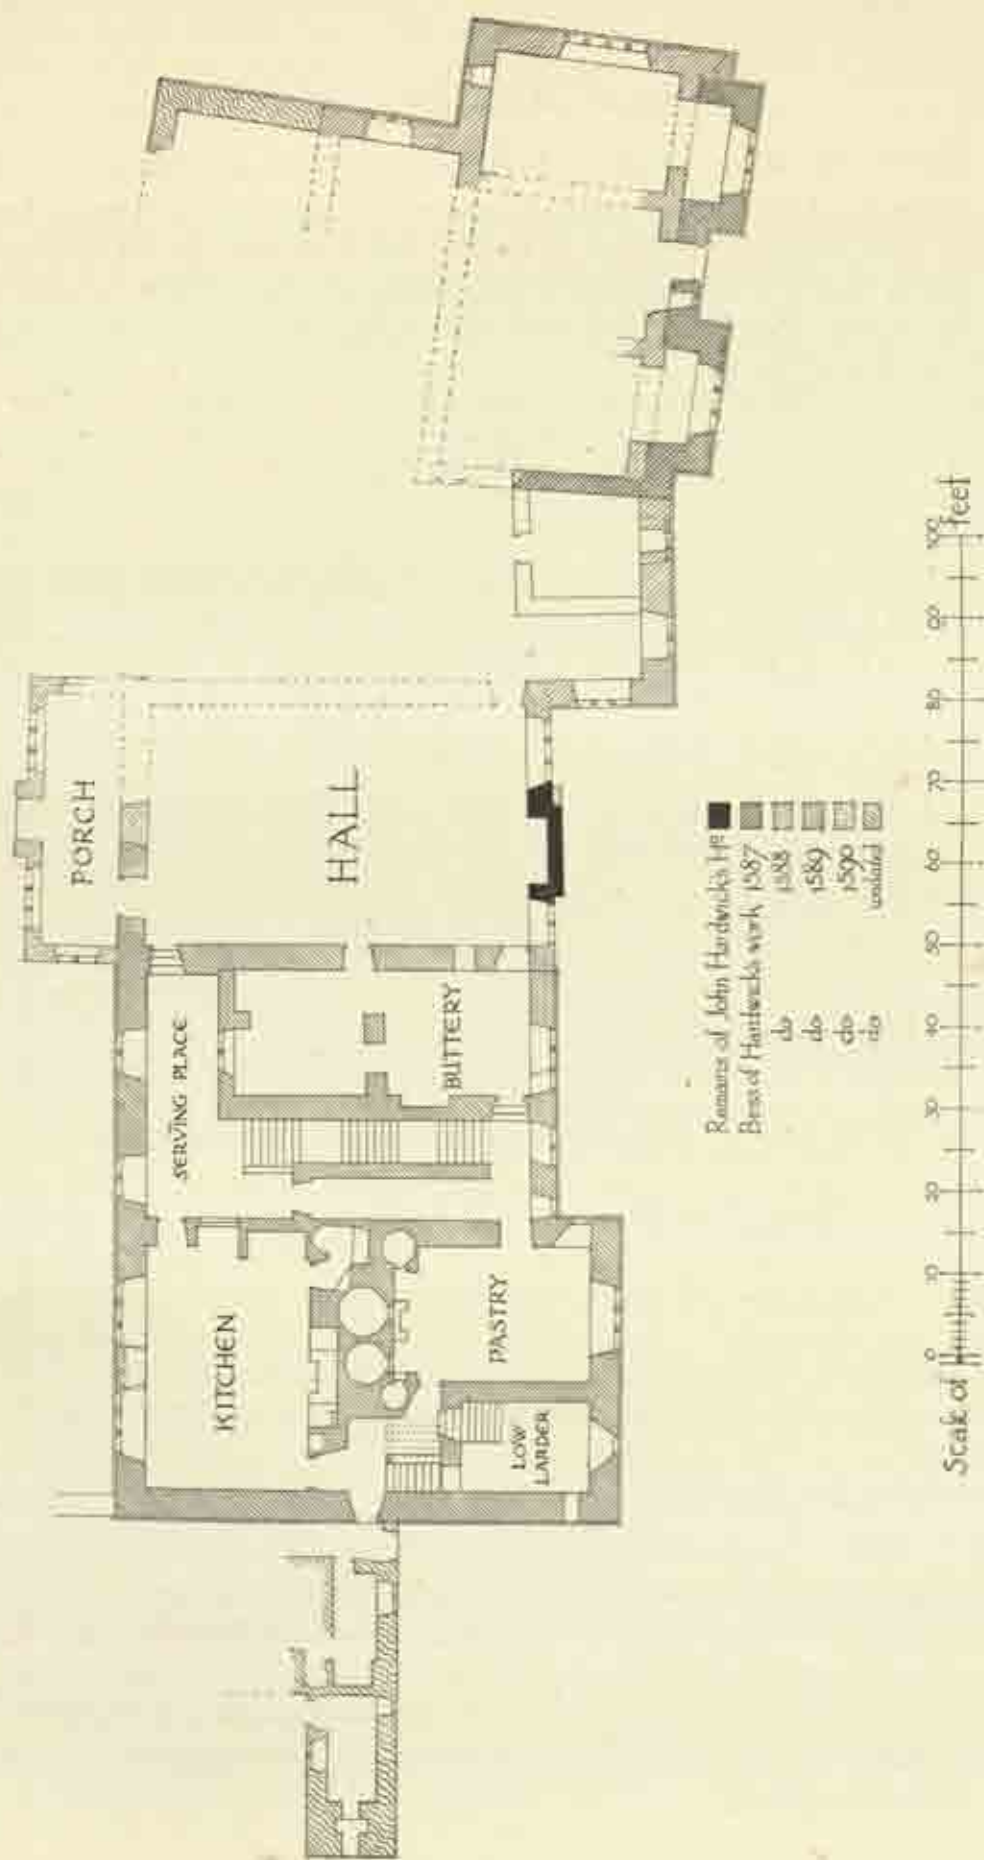 PORCH
HALL
SERVING PLACE
BUTTERY
KITCHEN
PASTRY
LOW
LARDER
Remains of John Hardwick's Hᵉ
Bess of Hardwick's work 1587
do 1588
do 1589
do 1590
do undated
Scale of 0 10 20 30 40 50 60 70 80 90 100 feet